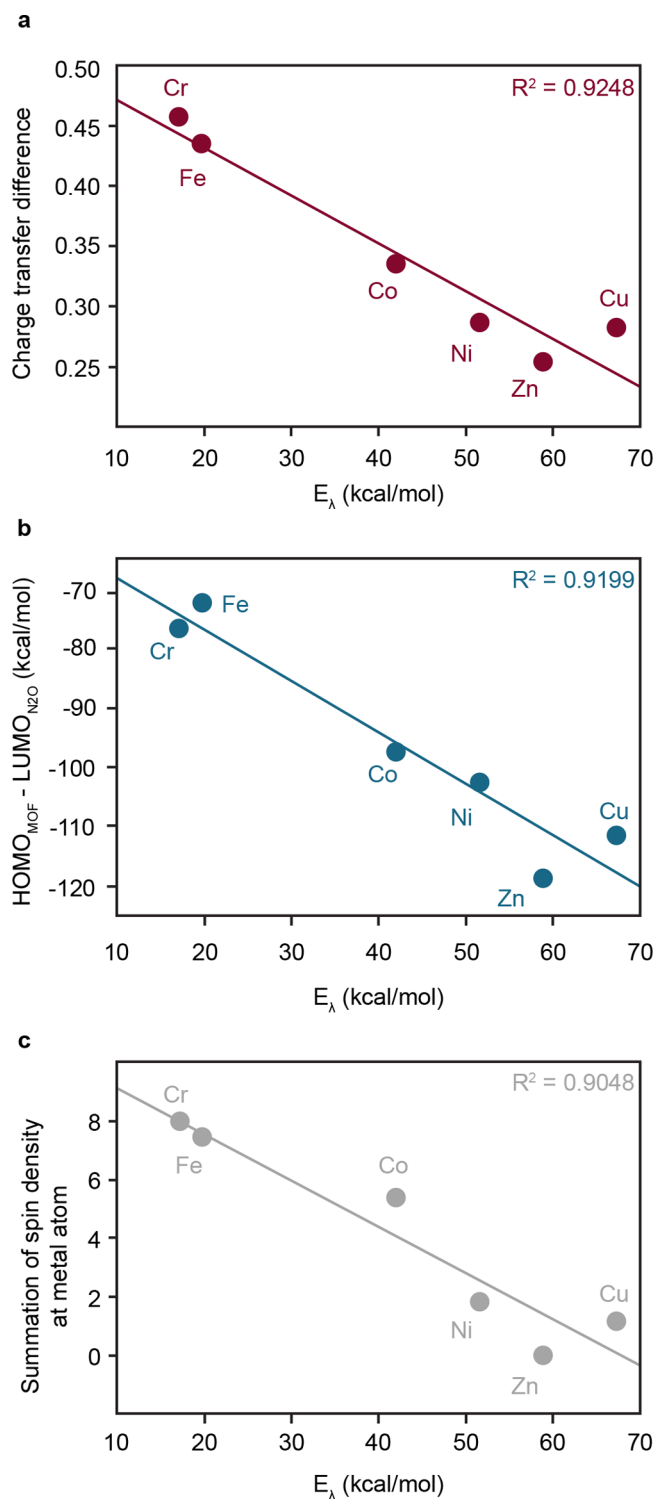 a
Charge transfer difference
0.50
0.45
0.40
0.35
0.30
0.25
Cr
Fe
Co
Ni
Zn
Cu
R² = 0.9248
10 20 30 40 50 60 70
E_λ (kcal/mol)
b
HOMO_MOF - LUMO_N2O (kcal/mol)
-70
-80
-90
-100
-110
-120
Cr
Fe
Co
Ni
Zn
Cu
R² = 0.9199
10 20 30 40 50 60 70
E_λ (kcal/mol)
c
Summation of spin density
at metal atom
8
6
4
2
0
Cr
Fe
Co
Ni
Zn
Cu
R² = 0.9048
10 20 30 40 50 60 70
E_λ (kcal/mol)